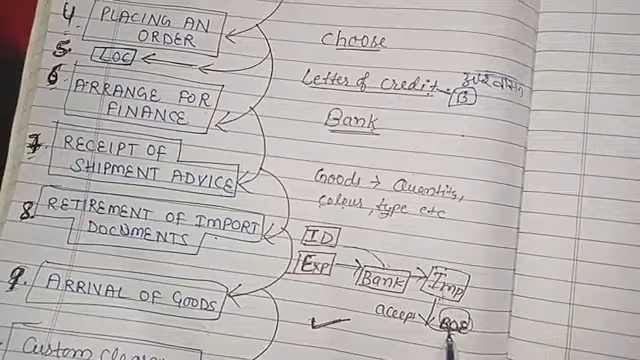 4. PLACING AN
ORDER
Choose
5. LOC
Letter of credit
B
6. ARRANGE FOR
FINANCE
Bank
7. RECEIPT OF
SHIPMENT ADVICE
Goods → Quantity,
colour, type etc
8. RETIREMENT OF IMPORT
DOCUMENTS
ID
Exp → Bank → Imp
accep BOE
9. ARRIVAL OF GOODS
Custom